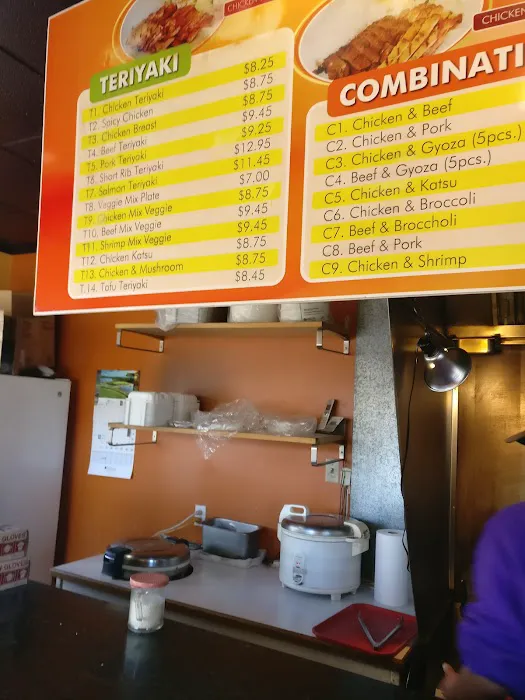 CHICKEN
CHICKEN
TERIYAKI
T1. Chicken Teriyaki $8.25
T2. Spicy Chicken $8.75
T3. Chicken Breast $8.75
T4. Beef Teriyaki $9.45
T5. Pork Teriyaki $9.25
T6. Short Rib Teriyaki $12.95
T7. Salmon Teriyaki $11.45
T8. Veggie Mix Plate $7.00
T9. Chicken Mix Veggie $8.75
T10. Beef Mix Veggie $9.45
T11. Shrimp Mix Veggie $9.45
T12. Chicken Katsu $8.75
T13. Chicken & Mushroom $8.75
T.14. Tofu Teriyaki $8.45
COMBINATI
C1. Chicken & Beef
C2. Chicken & Pork
C3. Chicken & Gyoza (5pcs.)
C4. Beef & Gyoza (5pcs.)
C5. Chicken & Katsu
C6. Chicken & Broccoli
C7. Beef & Broccholi
C8. Beef & Pork
C9. Chicken & Shrimp
GLOVES